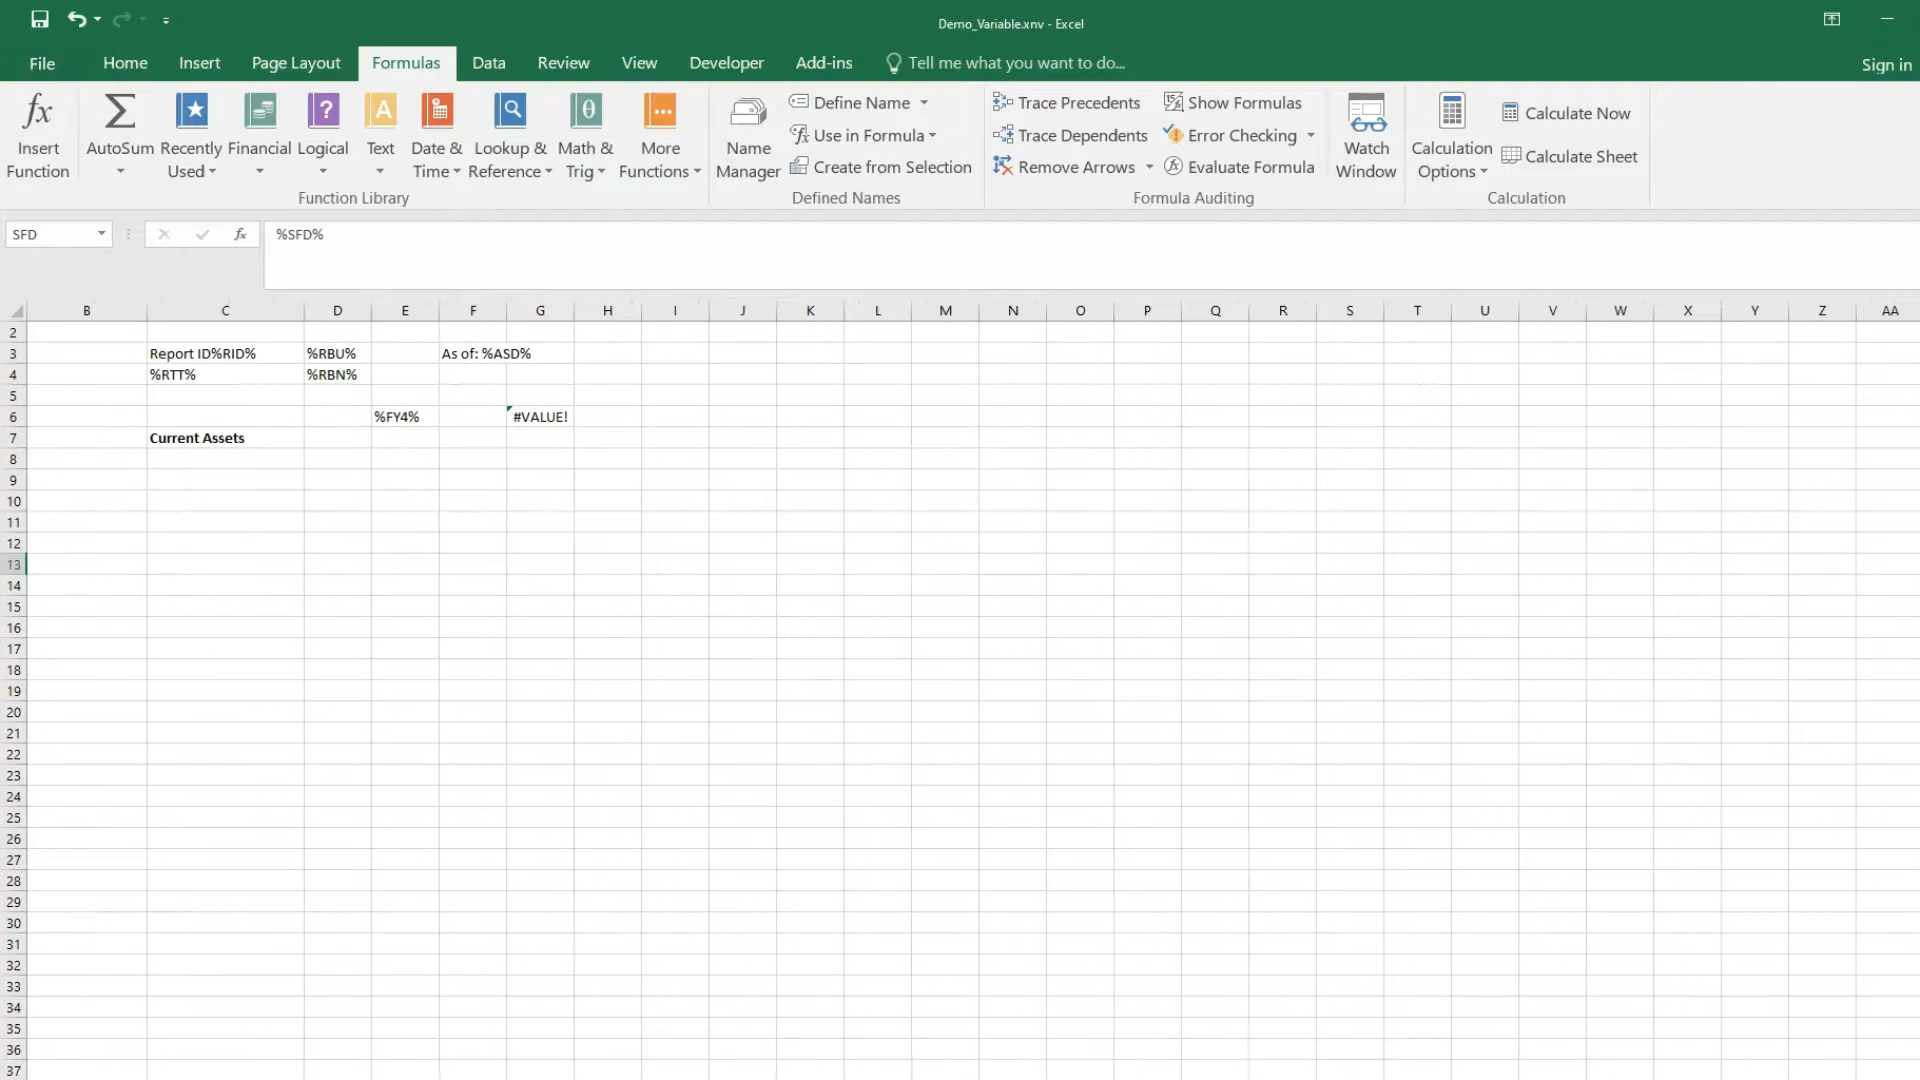 Demo_Variable.xnv - Excel
File Home Insert Page Layout Formulas Data Review View Developer Add-ins Tell me what you want to do... Sign in
fx Insert Function
Σ AutoSum
Recently Used
Financial
Logical
A Text
Date & Time
Lookup & Reference
θ Math & Trig
More Functions
Function Library
Name Manager
Define Name
Use in Formula
Create from Selection
Defined Names
Trace Precedents
Trace Dependents
Remove Arrows
Show Formulas
Error Checking
Evaluate Formula
Formula Auditing
Watch Window
Calculation Options
Calculate Now
Calculate Sheet
Calculation
SFD fx %SFD%
B C D E F G H I J K L M N O P Q R S T U V W X Y Z AA
2
3 Report ID%RID% %RBU% As of: %ASD%
4 %RTT% %RBN%
5
6 %FY4% #VALUE!
7 Current Assets
8
9
10
11
12
13
14
15
16
17
18
19
20
21
22
23
24
25
26
27
28
29
30
31
32
33
34
35
36
37